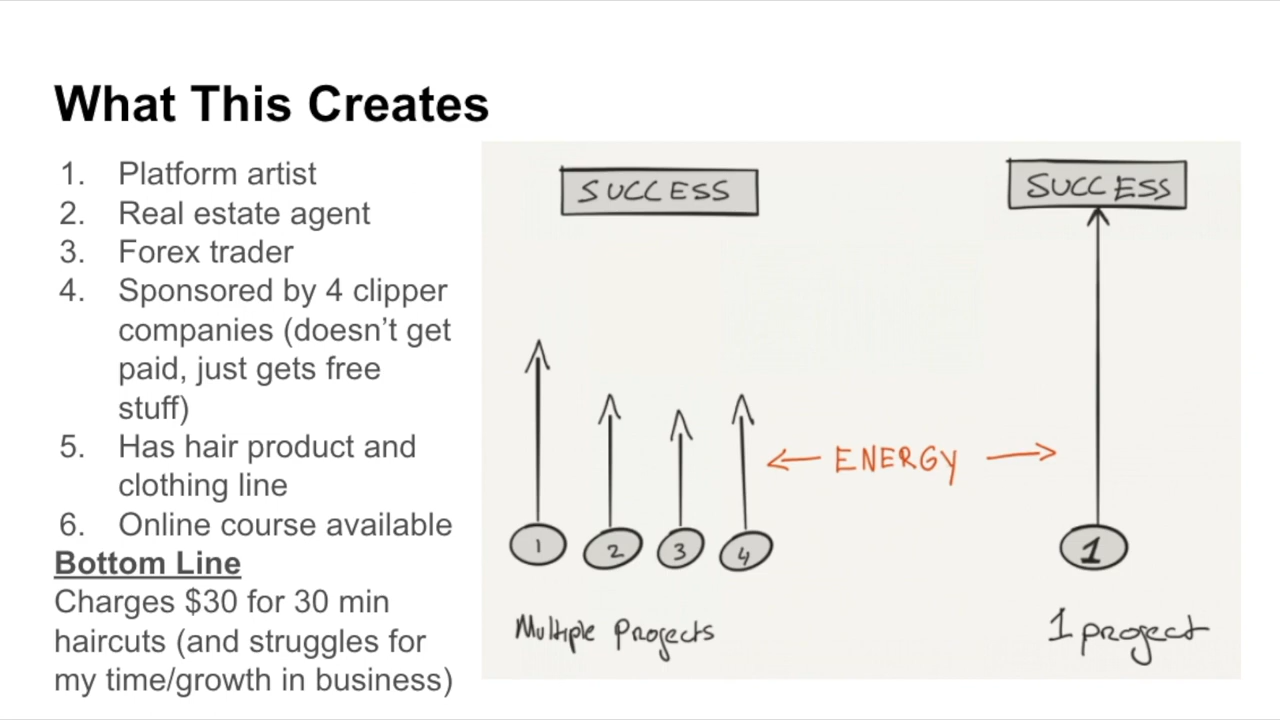 What This Creates
1. Platform artist
2. Real estate agent
3. Forex trader
4. Sponsored by 4 clipper
companies (doesn’t get
paid, just gets free
stuff)
5. Has hair product and
clothing line
6. Online course available
Bottom Line
Charges $30 for 30 min
haircuts (and struggles for
my time/growth in business)
SUCCESS
SUCCESS
ENERGY
1
2
3
4
1
Multiple Projects
1 project